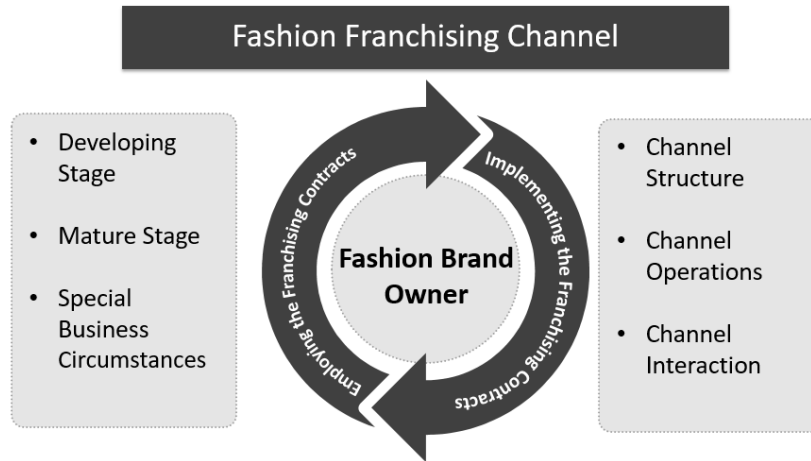 Fashion Franchising Channel
• Developing
Stage
• Mature Stage
• Special
Business
Circumstances
Employing the Franchising Contracts
Fashion Brand
Owner
Implementing the Franchising Contracts
• Channel
Structure
• Channel
Operations
• Channel
Interaction